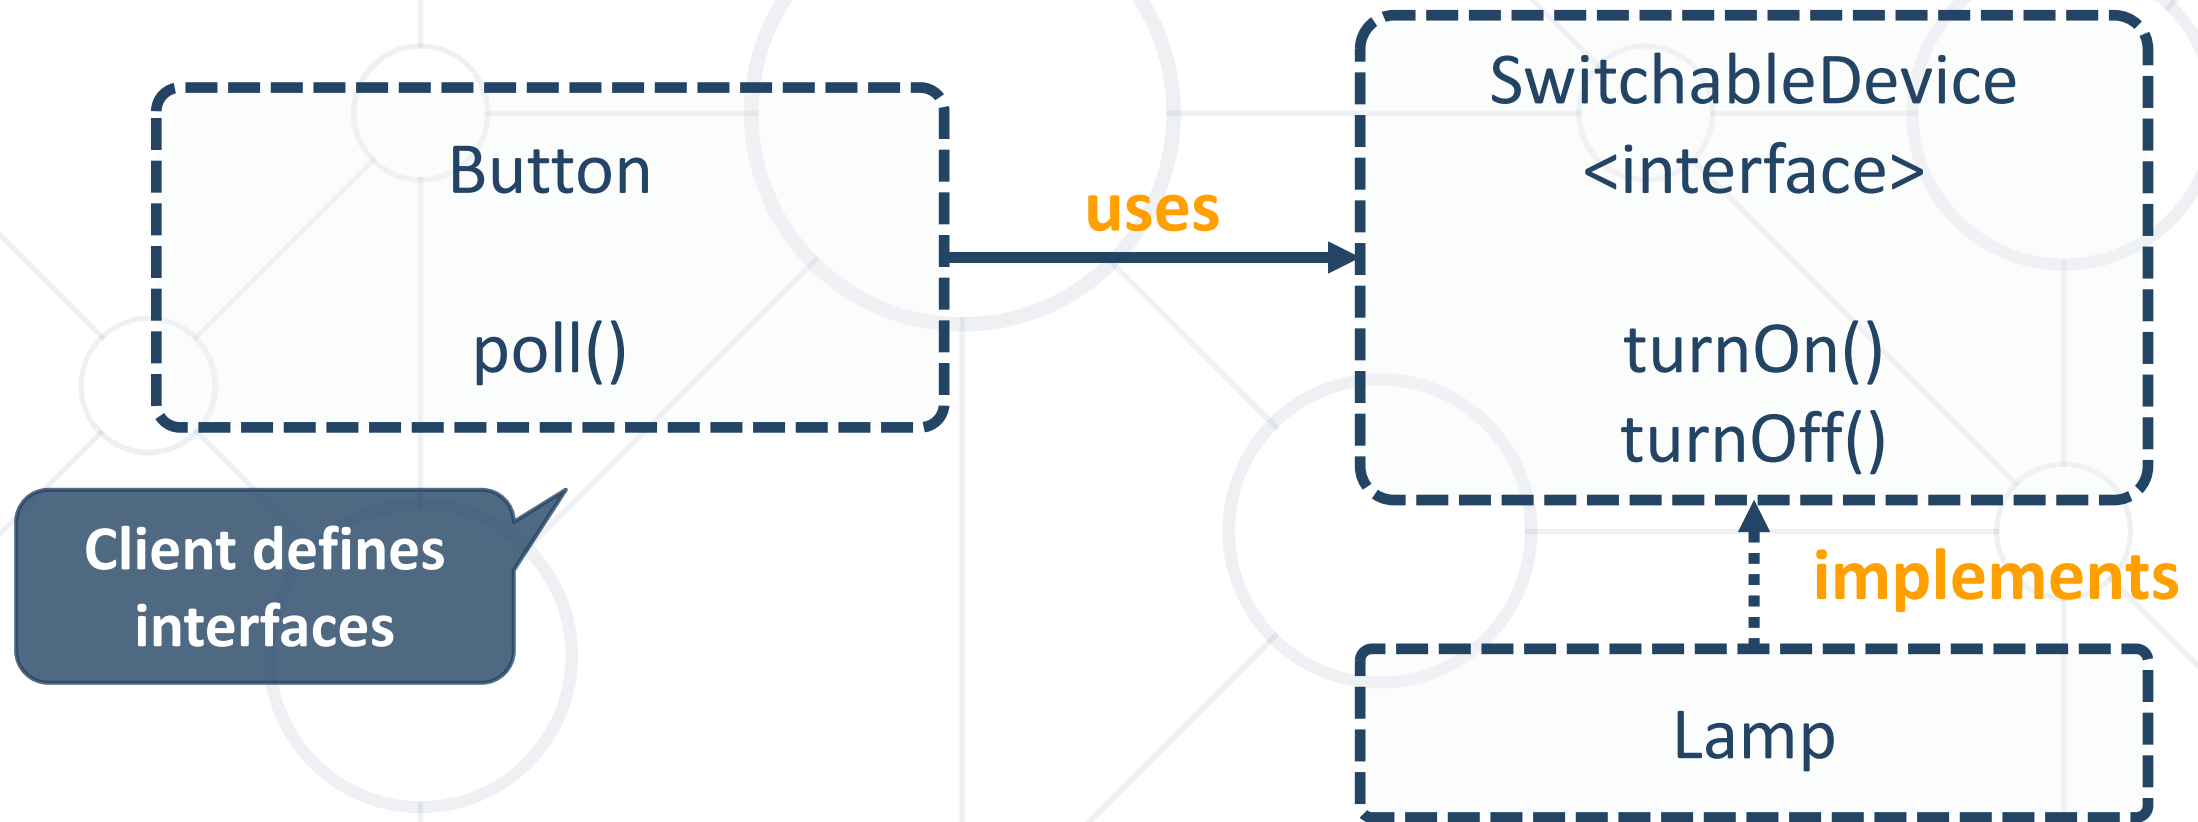 Button
poll()
uses
SwitchableDevice
<interface>
turnOn()
turnOff()
Client defines
interfaces
implements
Lamp